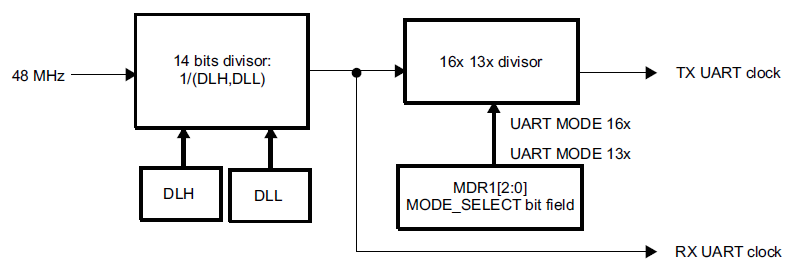 14 bits divisor:
1/(DLH,DLL)
16x 13x divisor
48 MHz
TX UART clock
UART MODE 16x
UART MODE 13x
DLH
DLL
MDR1[2:0]
MODE_SELECT bit field
RX UART clock